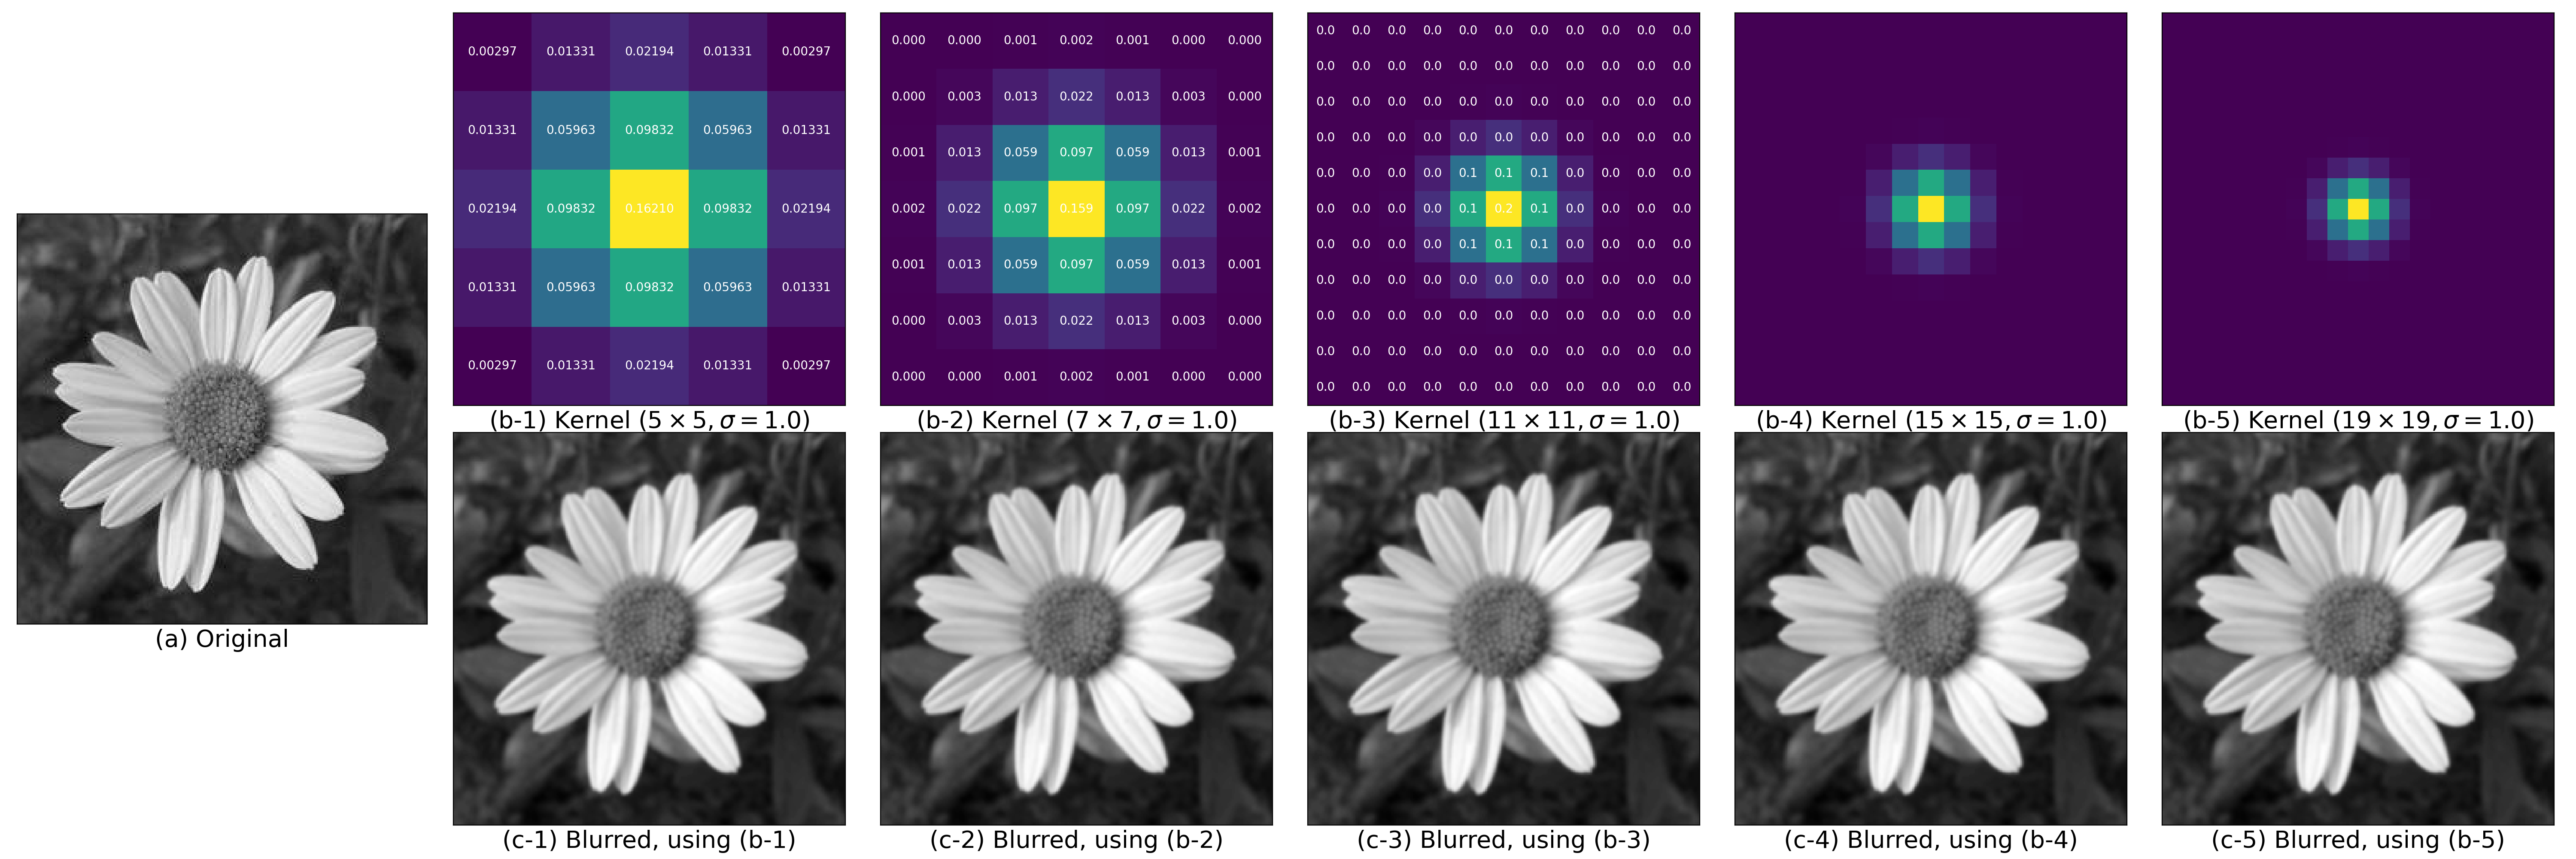 0.00297 0.01331 0.02194 0.01331 0.00297
0.01331 0.05963 0.09832 0.05963 0.01331
0.02194 0.09832 0.16210 0.09832 0.02194
0.01331 0.05963 0.09832 0.05963 0.01331
0.00297 0.01331 0.02194 0.01331 0.00297
(b-1) Kernel (5 × 5, σ = 1.0)
0.000 0.000 0.001 0.002 0.001 0.000 0.000
0.000 0.003 0.013 0.022 0.013 0.003 0.000
0.001 0.013 0.059 0.097 0.059 0.013 0.001
0.002 0.022 0.097 0.159 0.097 0.022 0.002
0.001 0.013 0.059 0.097 0.059 0.013 0.001
0.000 0.003 0.013 0.022 0.013 0.003 0.000
0.000 0.000 0.001 0.002 0.001 0.000 0.000
(b-2) Kernel (7 × 7, σ = 1.0)
0.0 0.0 0.0 0.0 0.0 0.0 0.0 0.0 0.0 0.0 0.0
0.0 0.0 0.0 0.0 0.0 0.0 0.0 0.0 0.0 0.0 0.0
0.0 0.0 0.0 0.0 0.0 0.0 0.0 0.0 0.0 0.0 0.0
0.0 0.0 0.0 0.0 0.0 0.0 0.0 0.0 0.0 0.0 0.0
0.0 0.0 0.0 0.0 0.1 0.1 0.1 0.0 0.0 0.0 0.0
0.0 0.0 0.0 0.0 0.1 0.2 0.1 0.0 0.0 0.0 0.0
0.0 0.0 0.0 0.0 0.1 0.1 0.1 0.0 0.0 0.0 0.0
0.0 0.0 0.0 0.0 0.0 0.0 0.0 0.0 0.0 0.0 0.0
0.0 0.0 0.0 0.0 0.0 0.0 0.0 0.0 0.0 0.0 0.0
0.0 0.0 0.0 0.0 0.0 0.0 0.0 0.0 0.0 0.0 0.0
0.0 0.0 0.0 0.0 0.0 0.0 0.0 0.0 0.0 0.0 0.0
(b-3) Kernel (11 × 11, σ = 1.0)
(b-4) Kernel (15 × 15, σ = 1.0)
(b-5) Kernel (19 × 19, σ = 1.0)
(a) Original
(c-1) Blurred, using (b-1)
(c-2) Blurred, using (b-2)
(c-3) Blurred, using (b-3)
(c-4) Blurred, using (b-4)
(c-5) Blurred, using (b-5)